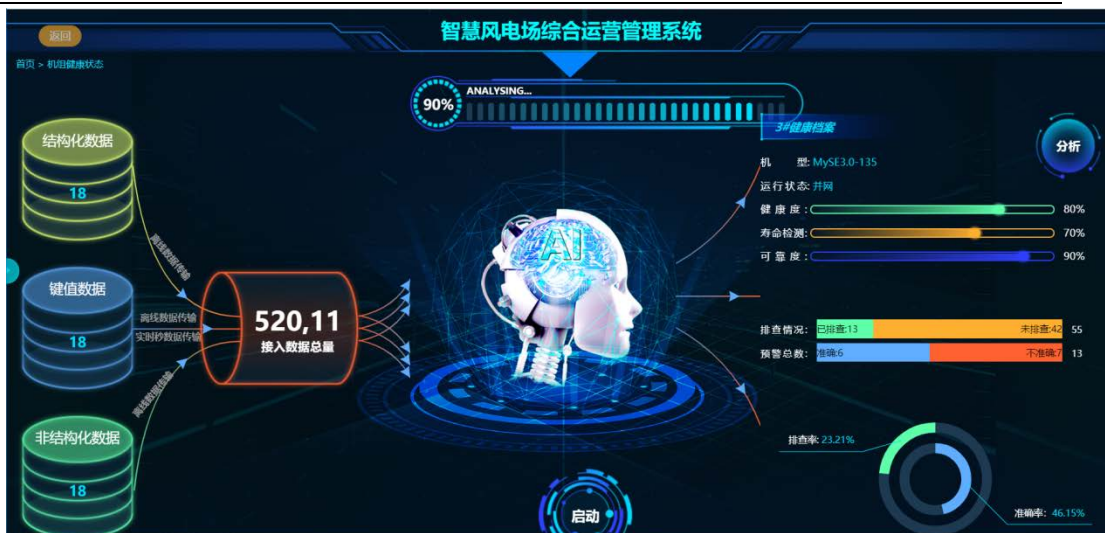 返回
智慧风电场综合运营管理系统
首页 > 机组健康状态
90%
ANALYSING...
3#健康档案
分析
机 型: MySE3.0-135
运行状态: 并网
健康度: 80%
寿命检测: 70%
可靠度: 90%
结构化数据
18
离线数据传输
键值数据
18
离线数据传输
实时秒数据传输
520,11
接入数据总量
AI
排查情况: 已排查:13 未排查:42 55
预警总数: 准确:6 不准确:7 13
离线数据传输
非结构化数据
18
排查率: 23.21%
准确率: 46.15%
启动